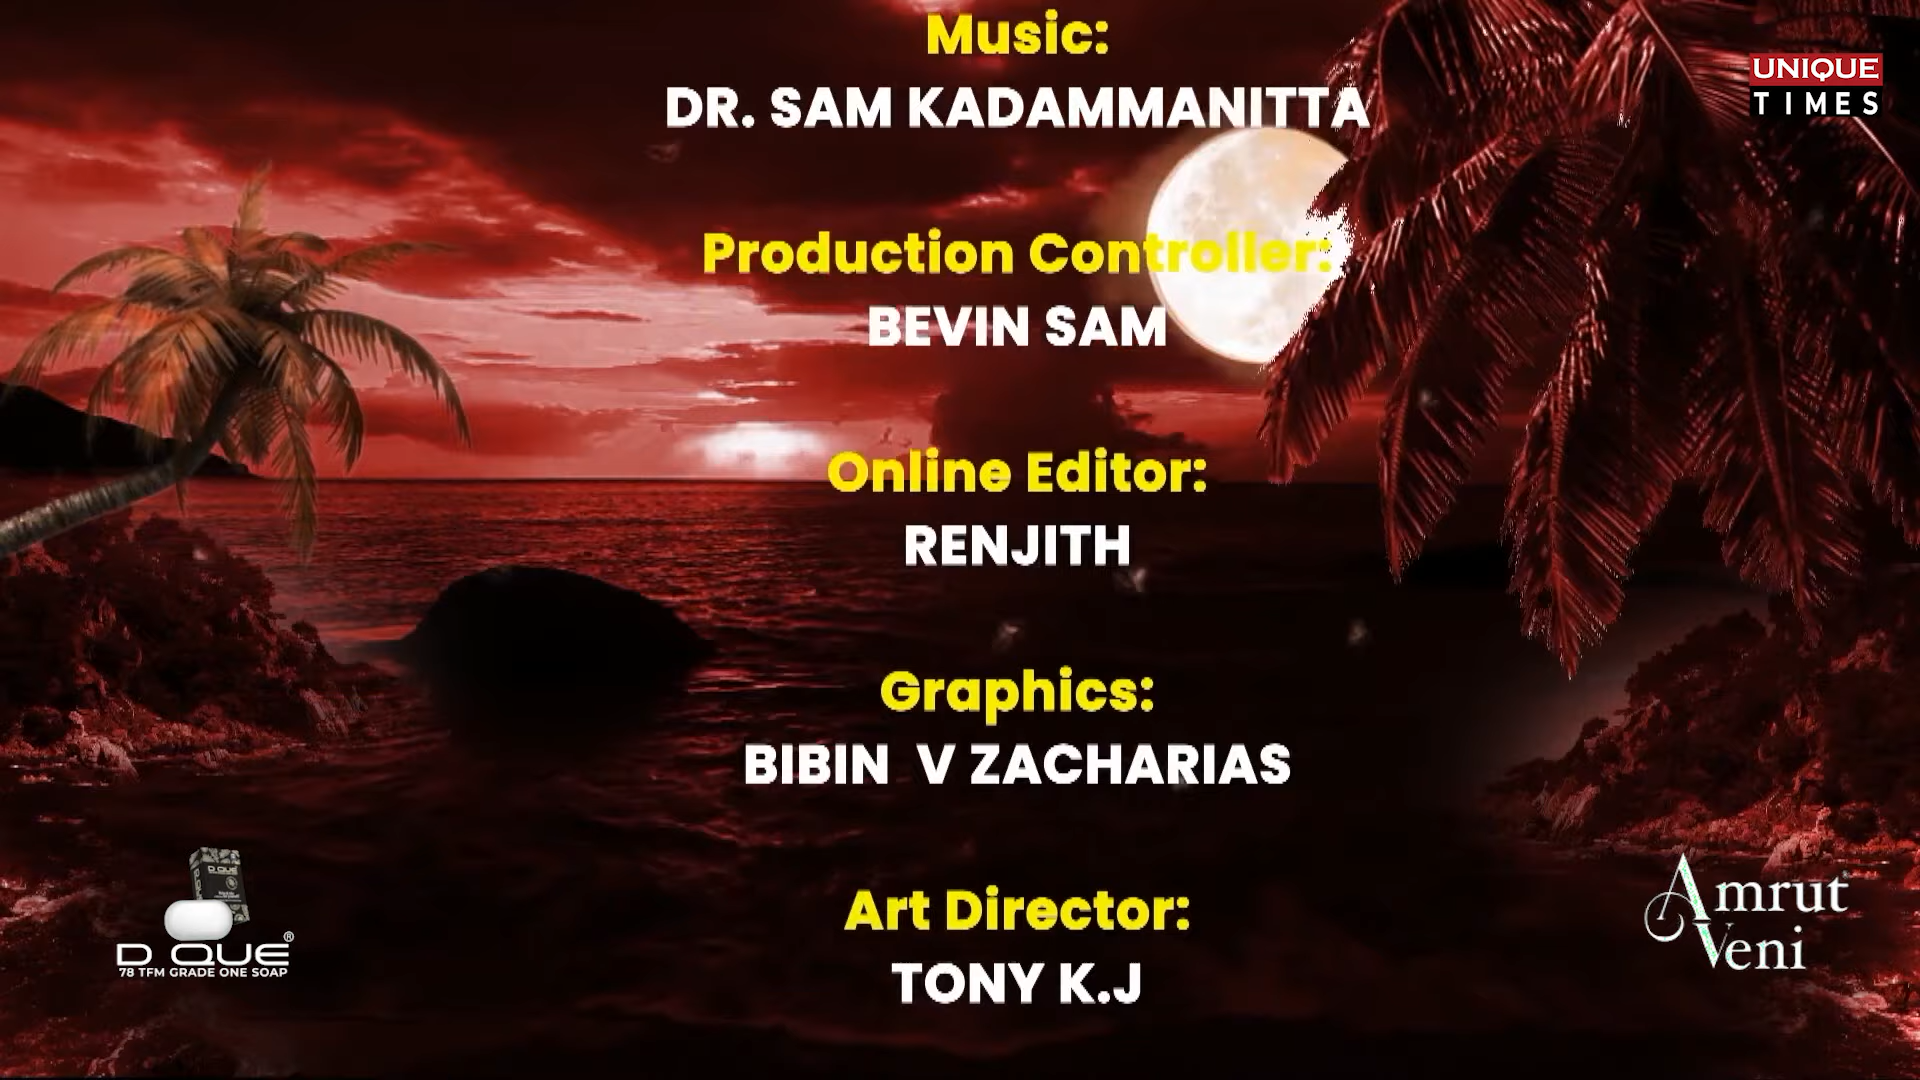 Music:
DR. SAM KADAMMANITTA
UNIQUE
TIMES
Production Controller:
BEVIN SAM
Online Editor:
RENJITH
Graphics:
BIBIN V ZACHARIAS
Art Director:
TONY K.J
D QUE
D QUE®
78 TFM GRADE ONE SOAP
Amrut
Veni